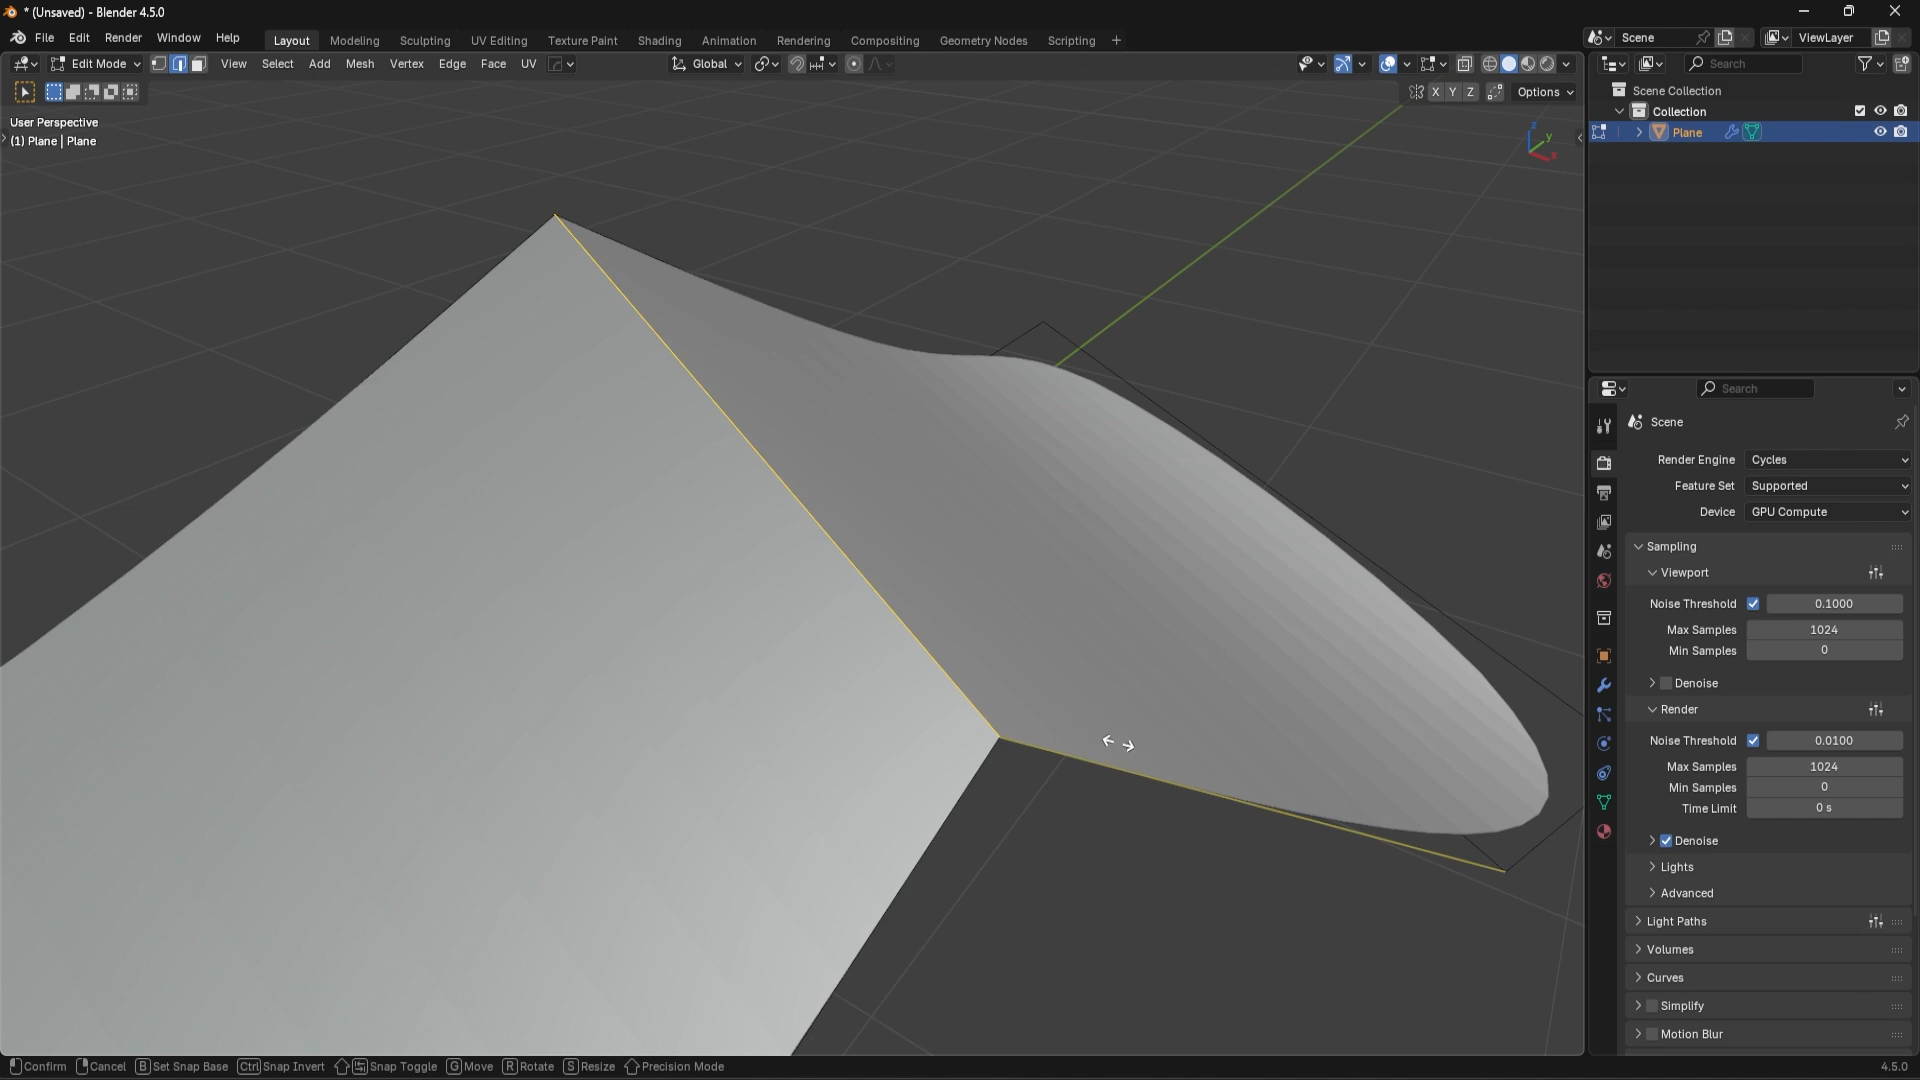 * (Unsaved) - Blender 4.5.0
File Edit Render Window Help
Layout Modeling Sculpting UV Editing Texture Paint Shading Animation Rendering Compositing Geometry Nodes Scripting +
Scene
ViewLayer
Edit Mode View Select Add Mesh Vertex Edge Face UV
Global
Search
X Y Z Options
User Perspective
(1) Plane | Plane
Z
Y
X
Scene Collection
Collection
Plane
Search
Scene
Render Engine Cycles
Feature Set Supported
Device GPU Compute
Sampling
Viewport
Noise Threshold 0.1000
Max Samples 1024
Min Samples 0
Denoise
Render
Noise Threshold 0.0100
Max Samples 1024
Min Samples 0
Time Limit 0 s
Denoise
Lights
Advanced
Light Paths
Volumes
Curves
Simplify
Motion Blur
Confirm Cancel B Set Snap Base Ctrl Snap Invert Snap Toggle G Move R Rotate S Resize Precision Mode
4.5.0